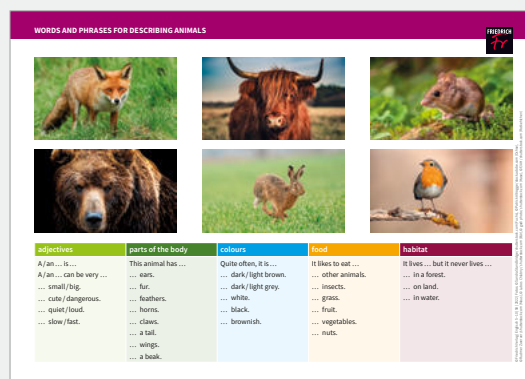 WORDS AND PHRASES FOR DESCRIBING ANIMALS
FRIEDRICH
adjectives
A/an ... is ...
A/an ... can be very ...
... small/big.
... cute/dangerous.
... quiet/loud.
... slow/fast.
parts of the body
This animal has ...
... ears.
... fur.
... feathers.
... horns.
... claws.
... a tail.
... wings.
... a beak.
colours
Quite often, it is ...
... dark/light brown.
... dark/light grey.
... white.
... black.
... brownish.
food
It likes to eat ...
... other animals.
... insects.
... grass.
... fruit.
... vegetables.
... nuts.
habitat
It lives ... but it never lives ...
... in a forest.
... on land.
... in water.